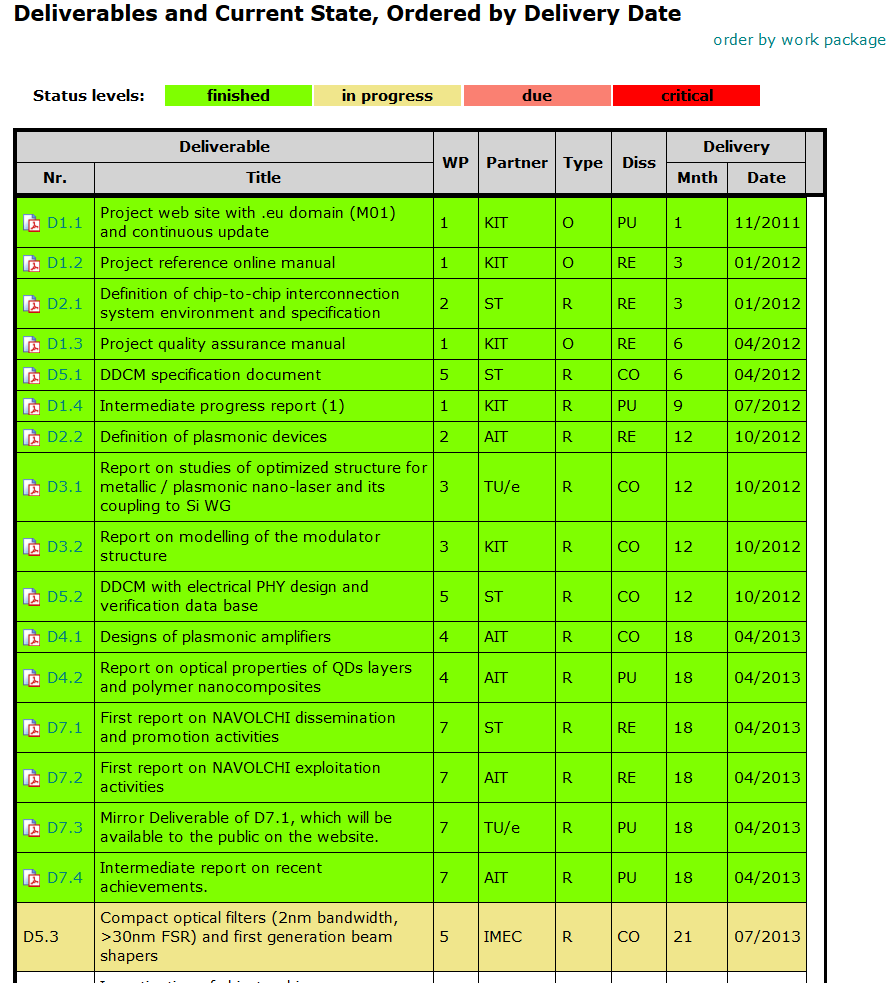 Deliverables and Current State, Ordered by Delivery Date
order by work package
Status levels: finished in progress due critical
Deliverable WP Partner Type Diss Delivery
Nr. Title Mnth Date
D1.1 Project web site with .eu domain (M01) 1 KIT O PU 1 11/2011
and continuous update
D1.2 Project reference online manual 1 KIT O RE 3 01/2012
D2.1 Definition of chip-to-chip interconnection 2 ST R RE 3 01/2012
system environment and specification
D1.3 Project quality assurance manual 1 KIT O RE 6 04/2012
D5.1 DDCM specification document 5 ST R CO 6 04/2012
D1.4 Intermediate progress report (1) 1 KIT R PU 9 07/2012
D2.2 Definition of plasmonic devices 2 AIT R RE 12 10/2012
Report on studies of optimized structure for
D3.1 metallic / plasmonic nano-laser and its 3 TU/e R CO 12 10/2012
coupling to Si WG
D3.2 Report on modelling of the modulator 3 KIT R CO 12 10/2012
structure
D5.2 DDCM with electrical PHY design and 5 ST R CO 12 10/2012
verification data base
D4.1 Designs of plasmonic amplifiers 4 AIT R CO 18 04/2013
D4.2 Report on optical properties of QDs layers 4 AIT R PU 18 04/2013
and polymer nanocomposites
D7.1 First report on NAVOLCHI dissemination 7 ST R RE 18 04/2013
and promotion activities
D7.2 First report on NAVOLCHI exploitation 7 AIT R RE 18 04/2013
activities
D7.3 Mirror Deliverable of D7.1, which will be 7 TU/e R PU 18 04/2013
available to the public on the website.
D7.4 Intermediate report on recent 7 AIT R PU 18 04/2013
achievements.
Compact optical filters (2nm bandwidth,
D5.3 >30nm FSR) and first generation beam 5 IMEC R CO 21 07/2013
shapers